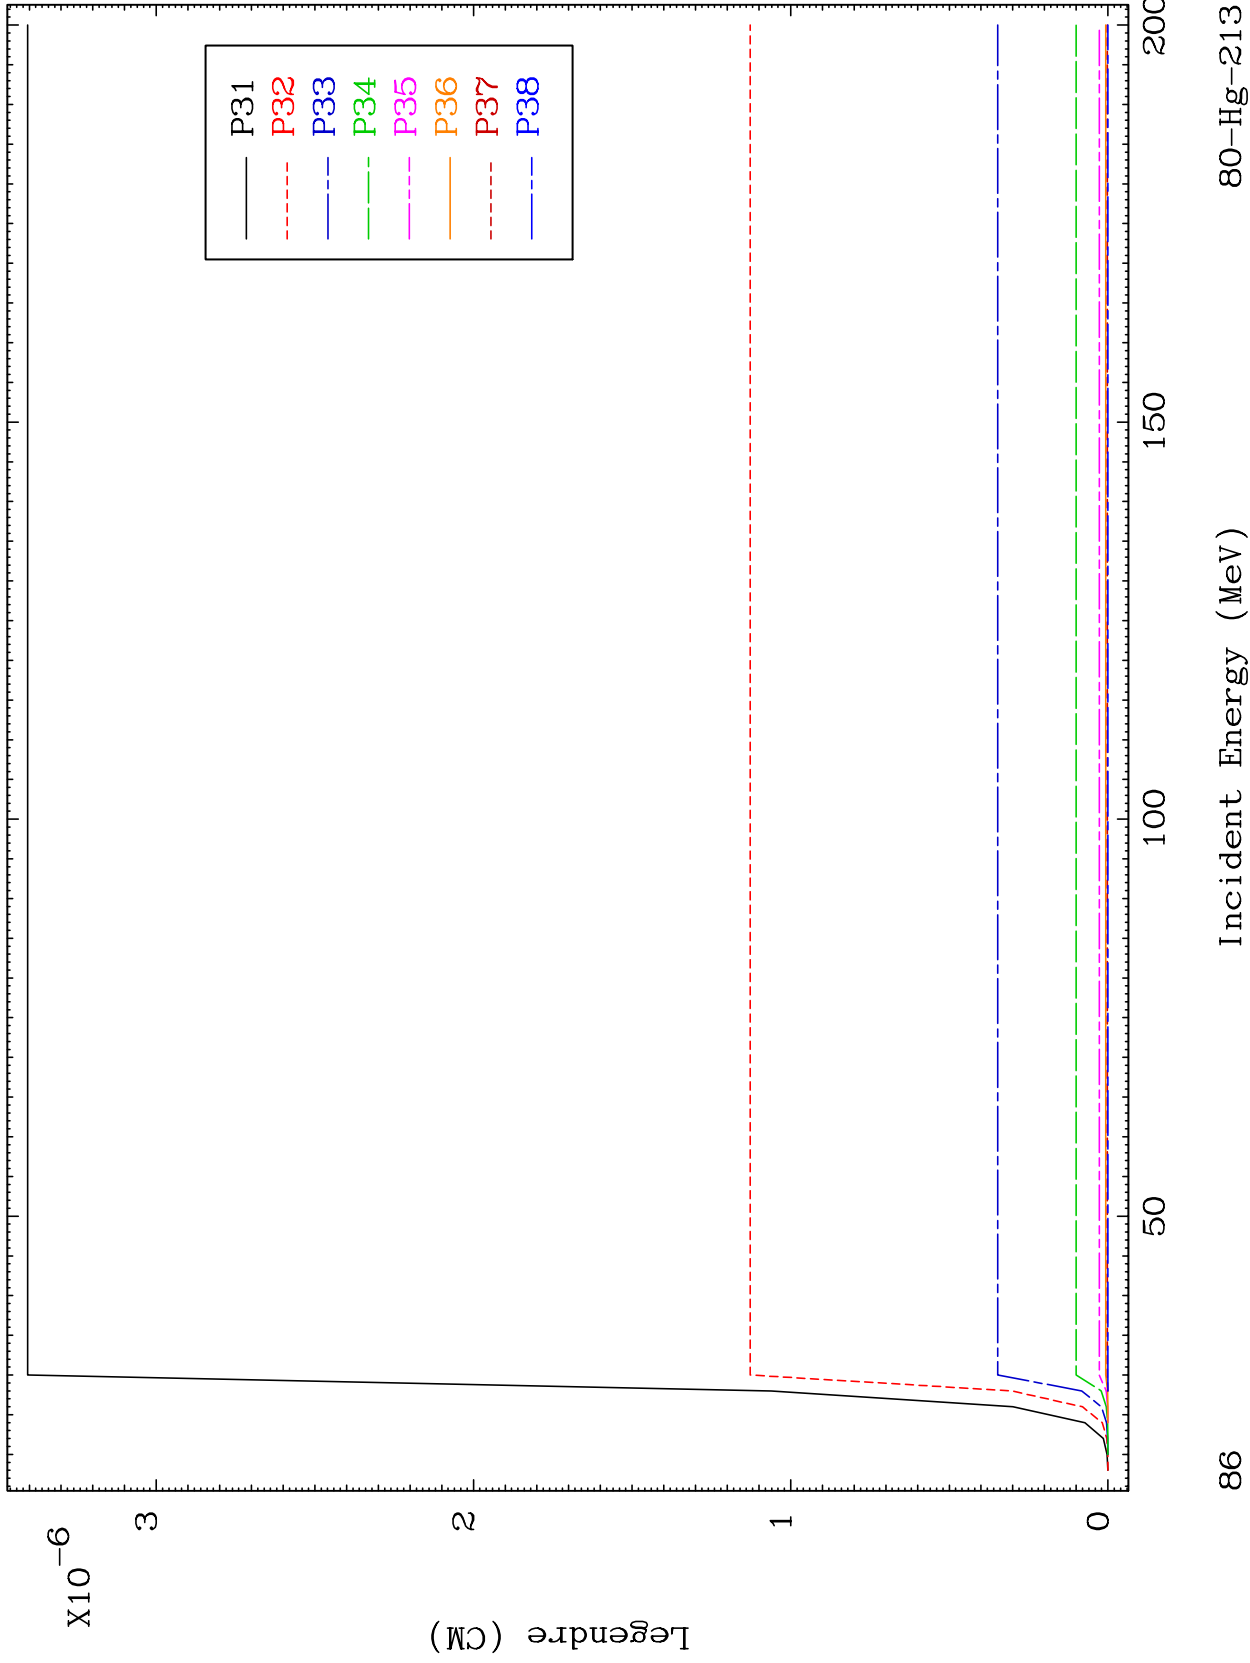 X10-6
Legendre (CM)
3
2
1
0
50
100
150
200
P31
P32
P33
P34
P35
P36
P37
P38
Incident Energy (MeV)
86
80-Hg-213